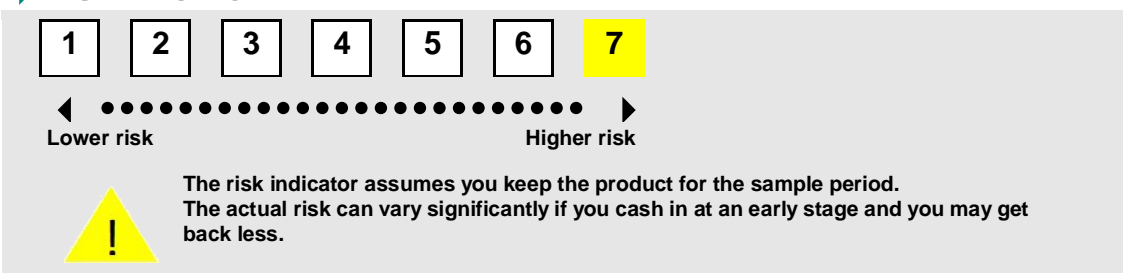 1 2 3 4 5 6 7
Lower risk Higher risk
!
The risk indicator assumes you keep the product for the sample period.
The actual risk can vary significantly if you cash in at an early stage and you may get
back less.